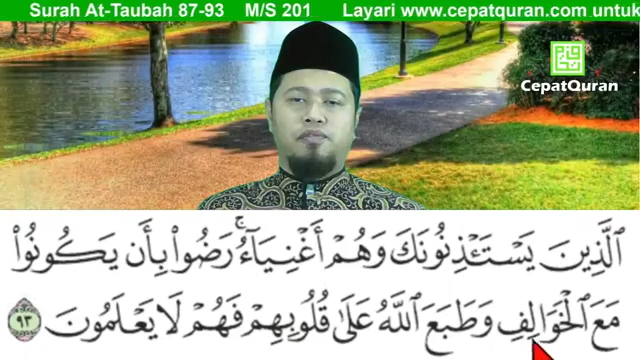 Surah At-Taubah 87-93 M/S 201 Layari www.cepatquran.com untuk
CepatQuran
ٱلَّذِينَ يَسْتَـْٔذِنُونَكَ وَهُمْ أَغْنِيَآءُ ۚ رَضُوا۟ بِأَن يَكُونُوا۟
مَعَ ٱلْخَوَالِفِ وَطَبَعَ ٱللَّهُ عَلَىٰ قُلُوبِهِمْ فَهُمْ لَا يَعْلَمُونَ ٩٣